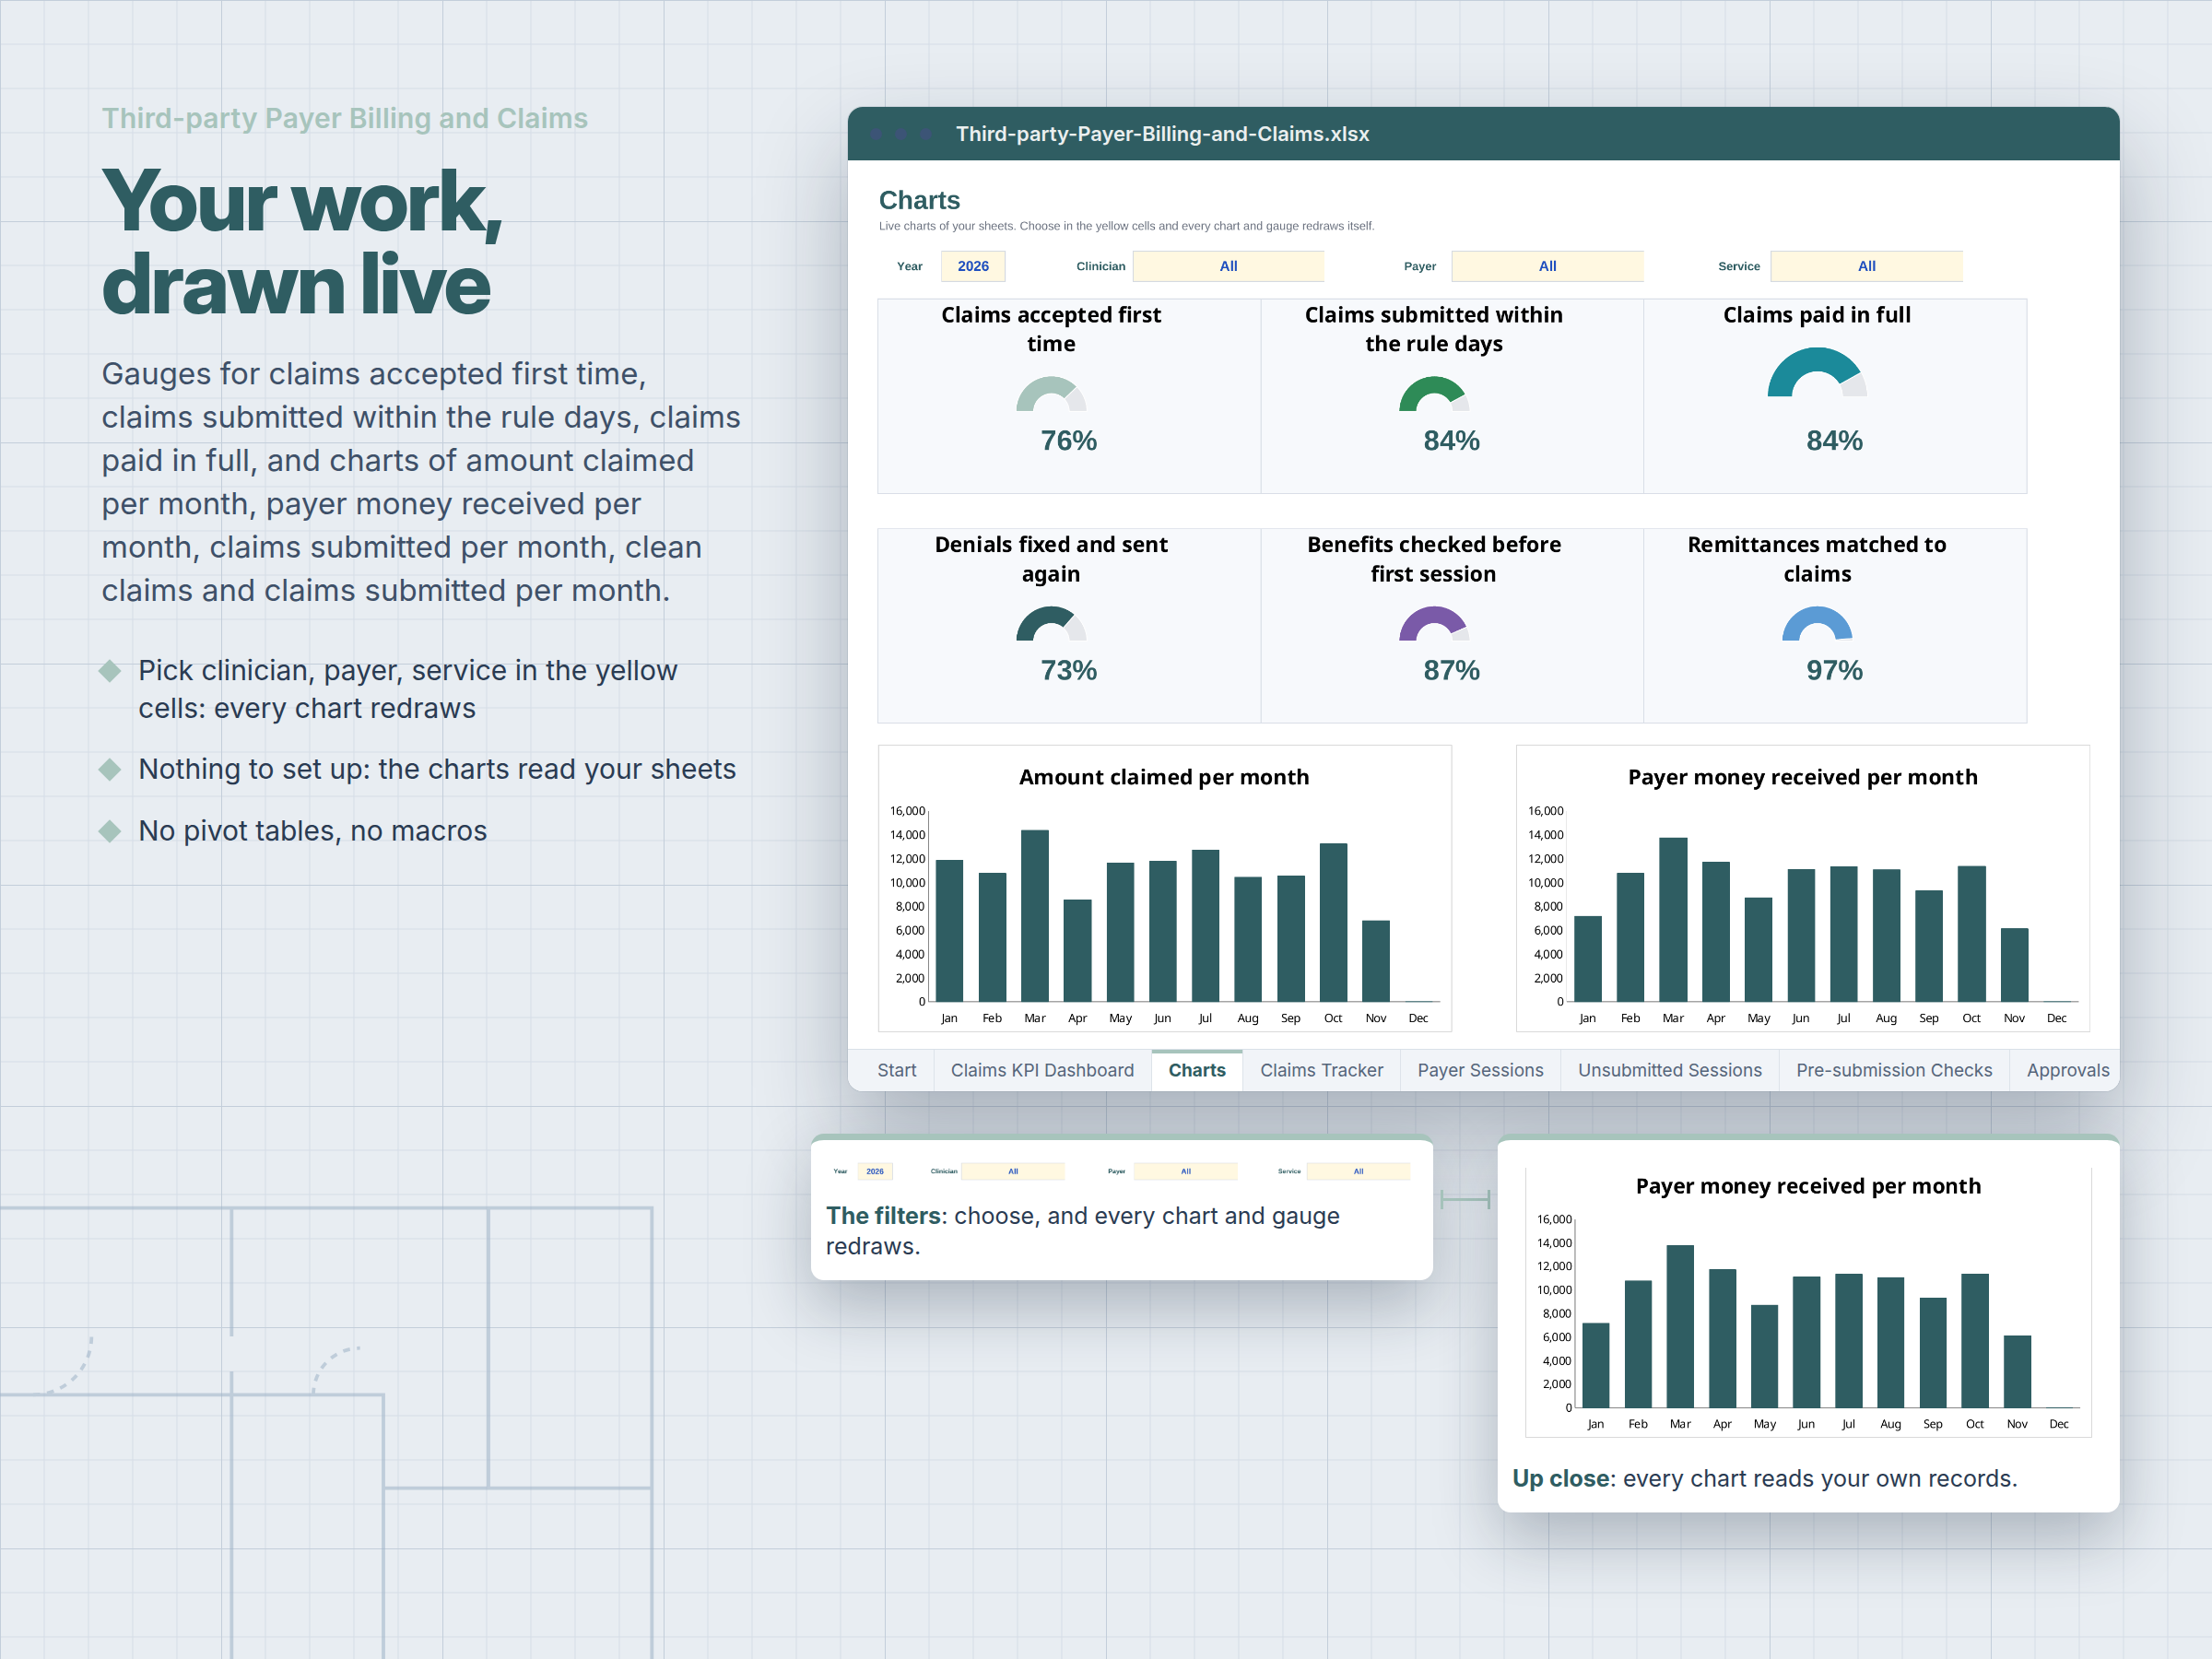 Third-party Payer Billing and Claims
Your work,
drawn live
Gauges for claims accepted first time,
claims submitted within the rule days, claims
paid in full, and charts of amount claimed
per month, payer money received per
month, claims submitted per month, clean
claims and claims submitted per month.
Pick clinician, payer, service in the yellow
cells: every chart redraws
Nothing to set up: the charts read your sheets
No pivot tables, no macros
Third-party-Payer-Billing-and-Claims.xlsx
Charts
Live charts of your sheets. Choose in the yellow cells and every chart and gauge redraws itself.
Year 2026 Clinician All Payer All Service All
Claims accepted first
time
76%
Claims submitted within
the rule days
84%
Claims paid in full
84%
Denials fixed and sent
again
73%
Benefits checked before
first session
87%
Remittances matched to
claims
97%
Amount claimed per month
16,000
14,000
12,000
10,000
8,000
6,000
4,000
2,000
0
Jan Feb Mar Apr May Jun Jul Aug Sep Oct Nov Dec
Payer money received per month
16,000
14,000
12,000
10,000
8,000
6,000
4,000
2,000
0
Jan Feb Mar Apr May Jun Jul Aug Sep Oct Nov Dec
Start Claims KPI Dashboard Charts Claims Tracker Payer Sessions Unsubmitted Sessions Pre-submission Checks Approvals
Year 2026 Clinician All Payer All Service All
The filters: choose, and every chart and gauge
redraws.
Payer money received per month
16,000
14,000
12,000
10,000
8,000
6,000
4,000
2,000
0
Jan Feb Mar Apr May Jun Jul Aug Sep Oct Nov Dec
Up close: every chart reads your own records.